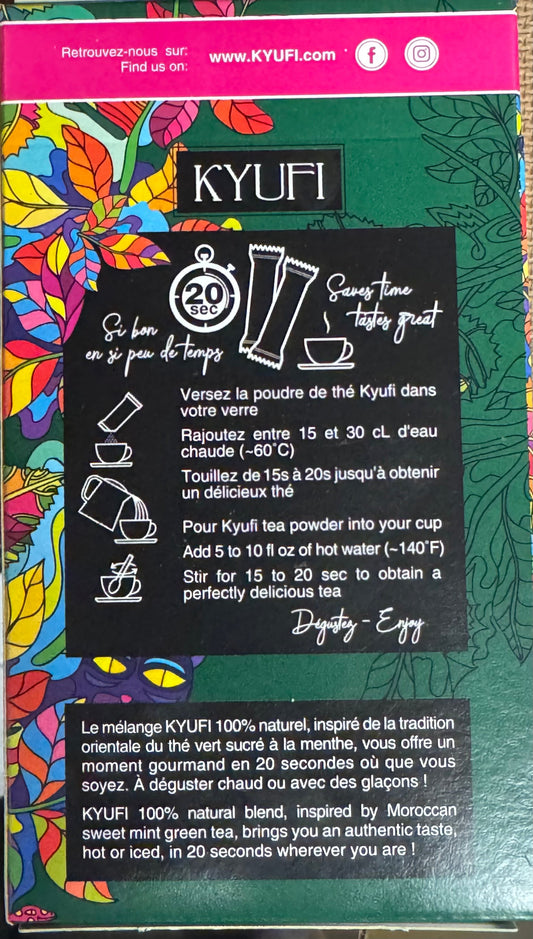 Retrouvez-nous sur:
Find us on:
www.KYUFI.com
KYUFI
20
sec
Saves time
tastes great
Si bon
en si peu de temps
Versez la poudre de thé Kyufi dans
votre verre
Rajoutez entre 15 et 30 cL d'eau
chaude (~60°C)
Touillez de 15s à 20s jusqu'à obtenir
un délicieux thé
Pour Kyufi tea powder into your cup
Add 5 to 10 fl oz of hot water (~140°F)
Stir for 15 to 20 sec to obtain a
perfectly delicious tea
Dégustez - Enjoy
Le mélange KYUFI 100% naturel, inspiré de la tradition
orientale du thé vert sucré à la menthe, vous offre un
moment gourmand en 20 secondes où que vous
soyez. À déguster chaud ou avec des glaçons !
KYUFI 100% natural blend, inspired by Moroccan
sweet mint green tea, brings you an authentic taste,
hot or iced, in 20 seconds wherever you are !